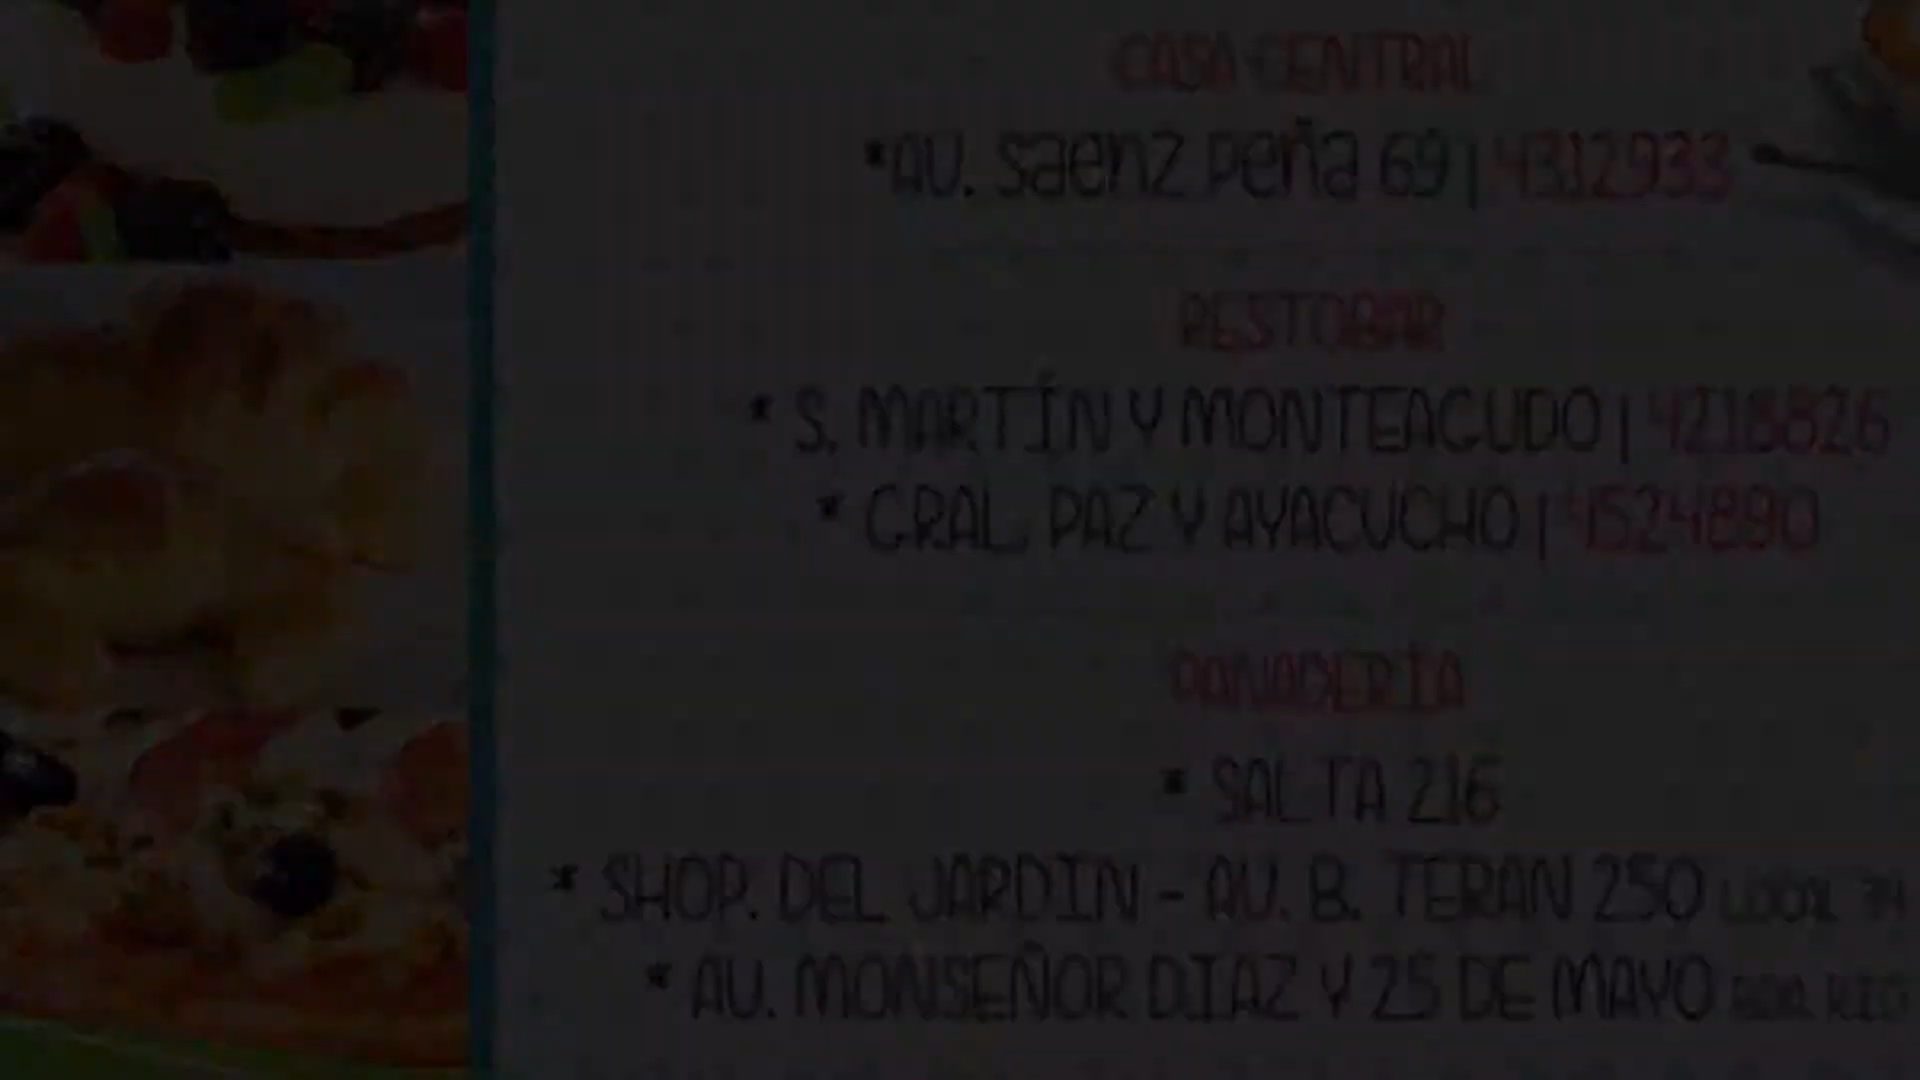 CASA CENTRAL
*AV. Saenz Peña 69 | 4312933
RESTOBAR
* S. MARTÍN Y MONTEAGUDO | 4218826
* GRAL. PAZ Y AYACUCHO | 4524890
PANADERÍA
* SALTA 216
* SHOP. DEL JARDIN - AV. B. TERAN 250 LOCAL
* AV. MONSEÑOR DIAZ Y 25 DE MAYO